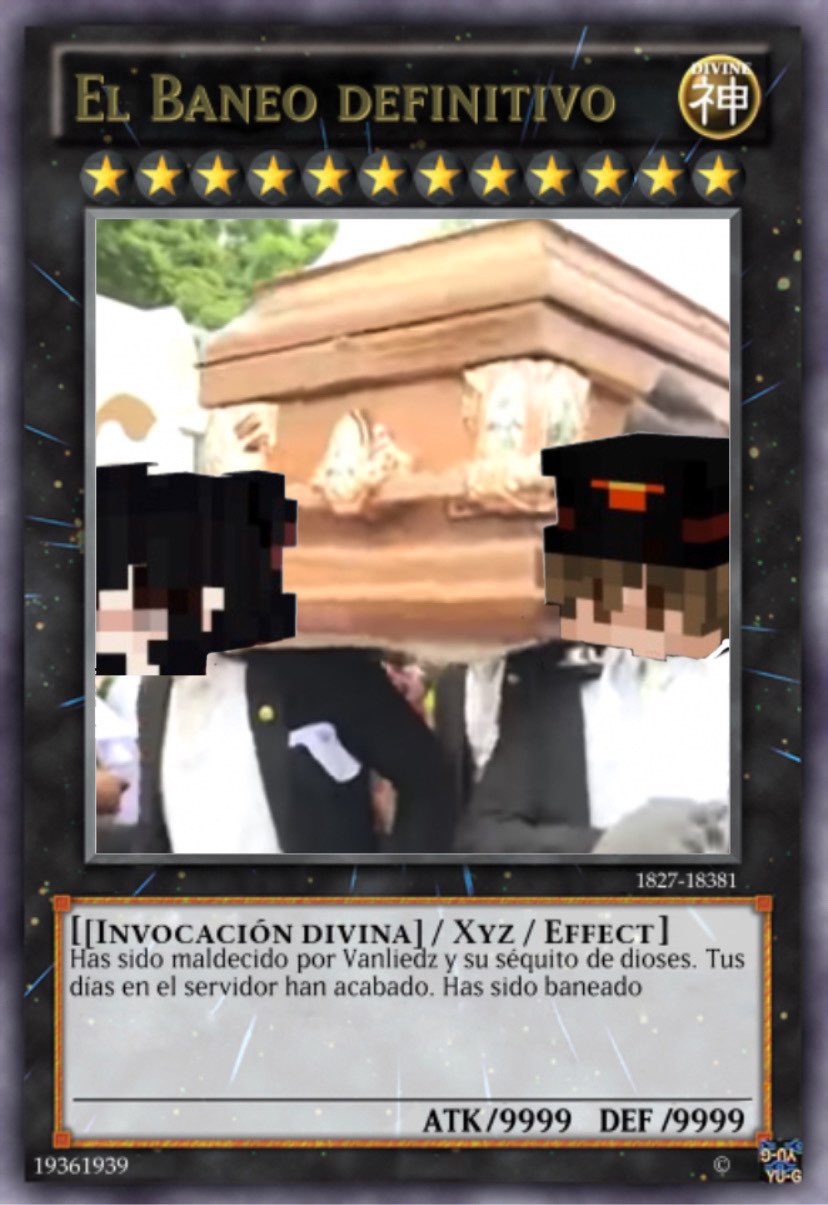 El Baneo definitivo
DIVINE
神
1827-18381
[[Invocación divina] / Xyz / Effect]
Has sido maldecido por Vanliedz y su séquito de dioses. Tus
días en el servidor han acabado. Has sido baneado
ATK/9999 DEF/9999
19361939 ©